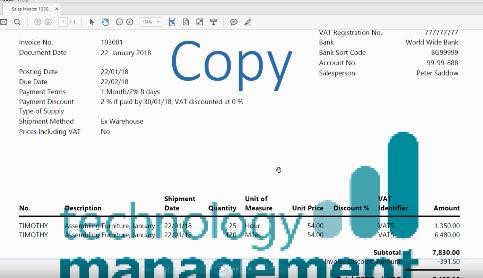 Sales Invoice 1030...
1 / 1
Copy
VAT Registration No. 777777777
Bank World Wide Bank
Bank Sort Code BG99999
Account No. 99-99-888
Salesperson Peter Saddow
Invoice No. 103001
Document Date 22. January 2018
Posting Date 22/01/18
Due Date 22/02/18
Payment Terms 1 Month/2% 8 days
Payment Discount 2 % if paid by 30/01/18, VAT discounted at 0 %
Type of Supply
Shipment Method Ex Warehouse
Prices Including VAT No
No. Description Shipment Date Quantity Unit of Measure Unit Price Discount % VAT Identifier Amount
TIMOTHY Assembling Furniture, January 22/01/18 25 Hour 54.00 VAT5 1,350.00
TIMOTHY Assembling Furniture, January 22/01/18 120 Miles 54.00 VAT5 6,480.00
technology
management
Subtotal 7,830.00
Invoice Discount Amount -391.50